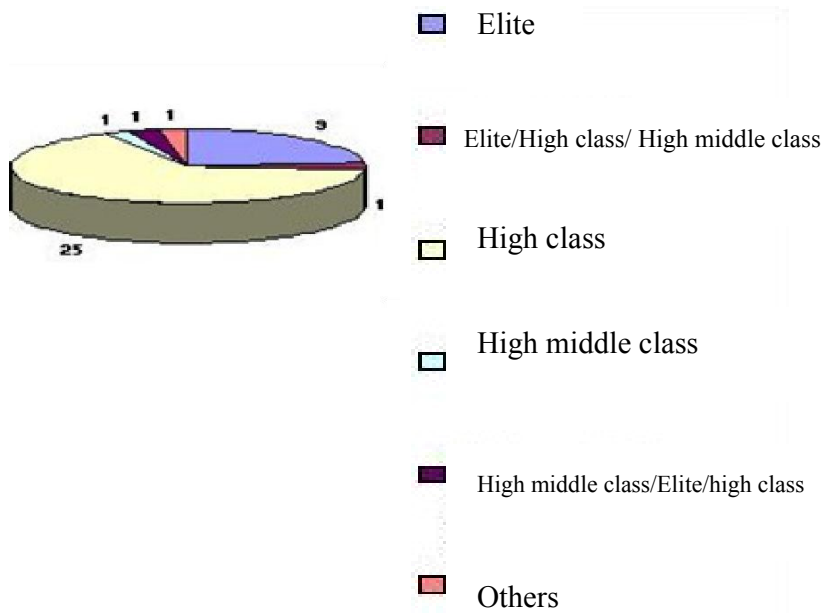 Elite
1 1 1 9
Elite/High class/ High middle class
1
High class
25
High middle class
High middle class/Elite/high class
Others